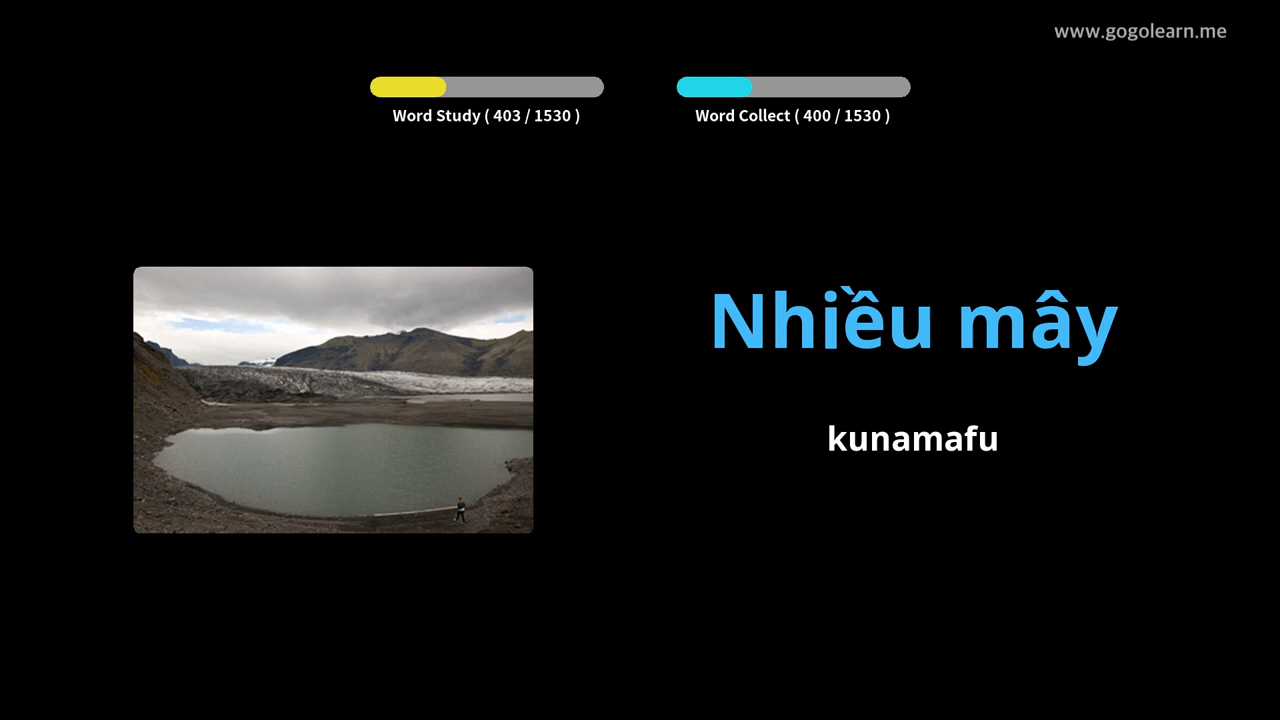 www.gogolearn.me
Word Study ( 403 / 1530 )
Word Collect ( 400 / 1530 )
Nhiều mây
kunamafu